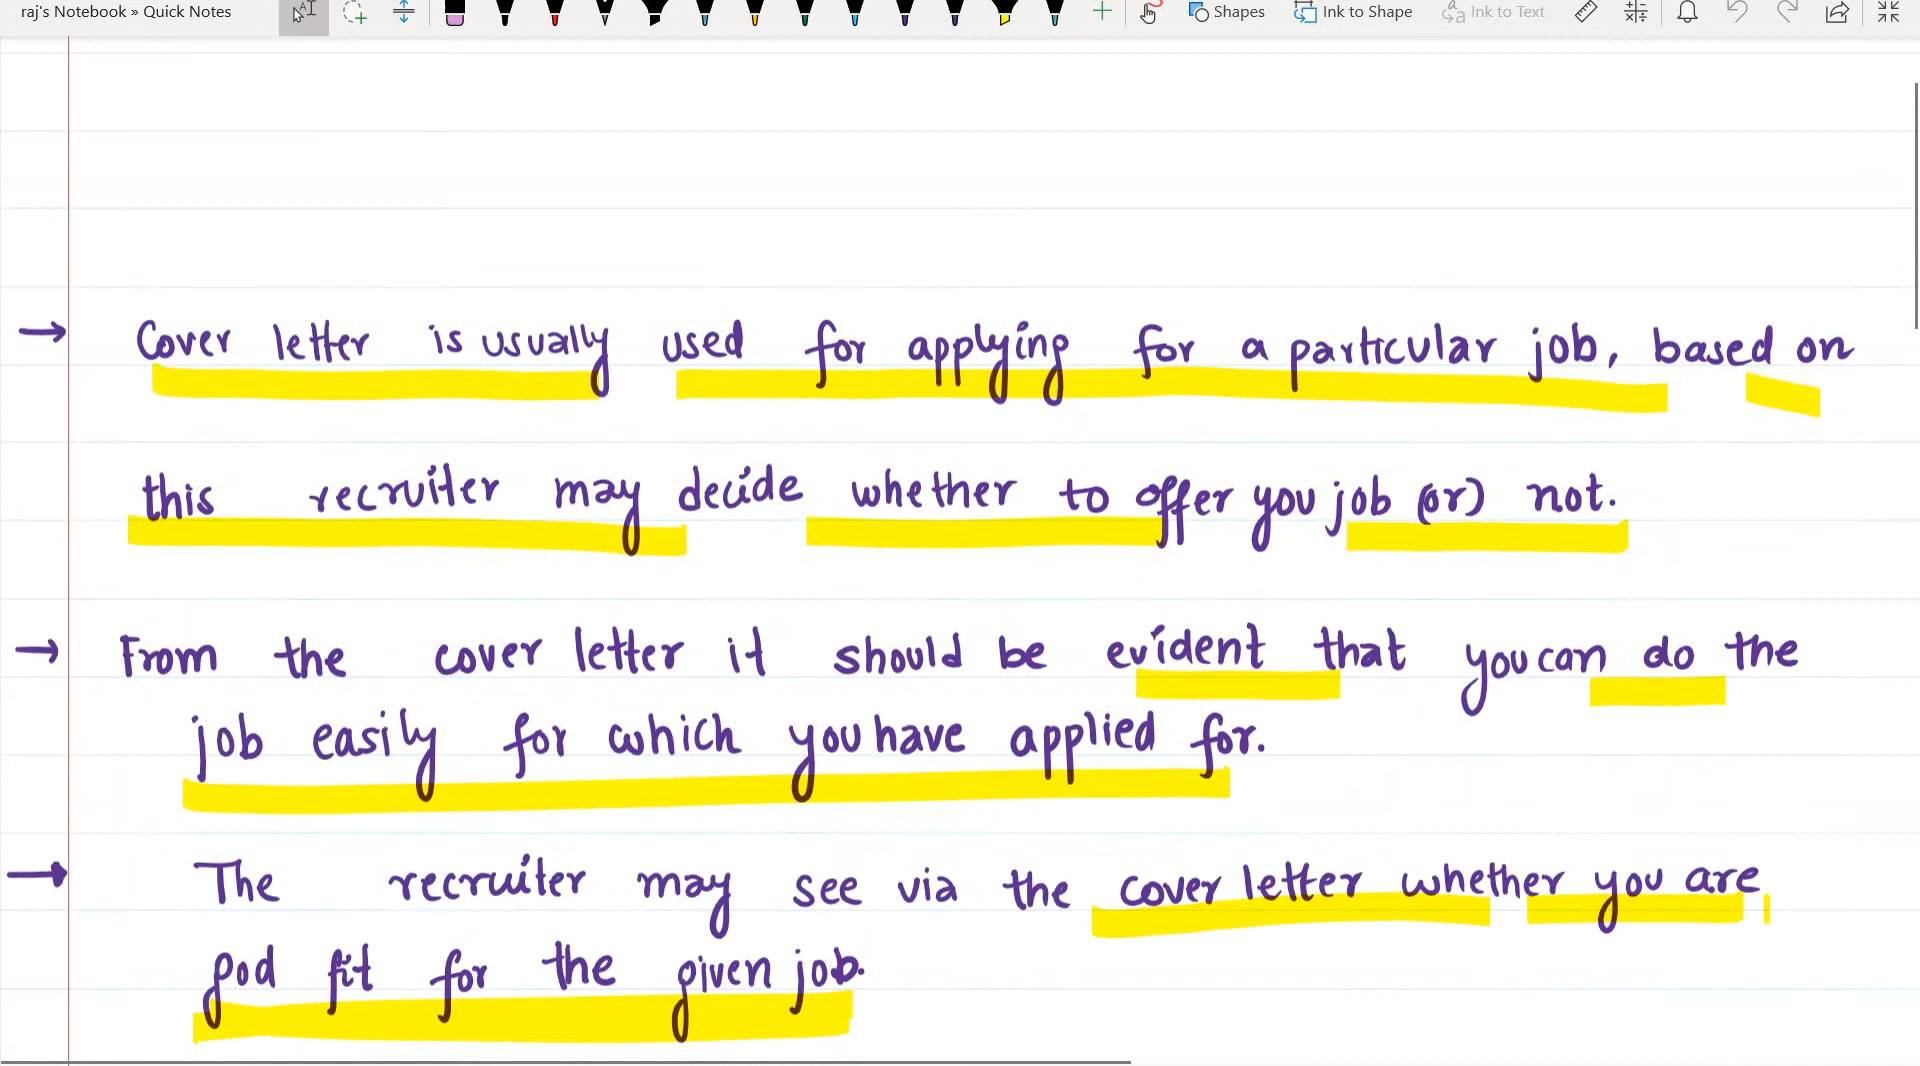 raj's Notebook » Quick Notes Shapes Ink to Shape Ink to Text
→ Cover letter is usually used for applying for a particular job, based on
this recruiter may decide whether to offer you job (or) not.
→ From the cover letter it should be evident that you can do the
job easily for which you have applied for.
→ The recruiter may see via the cover letter whether you are
god fit for the given job.